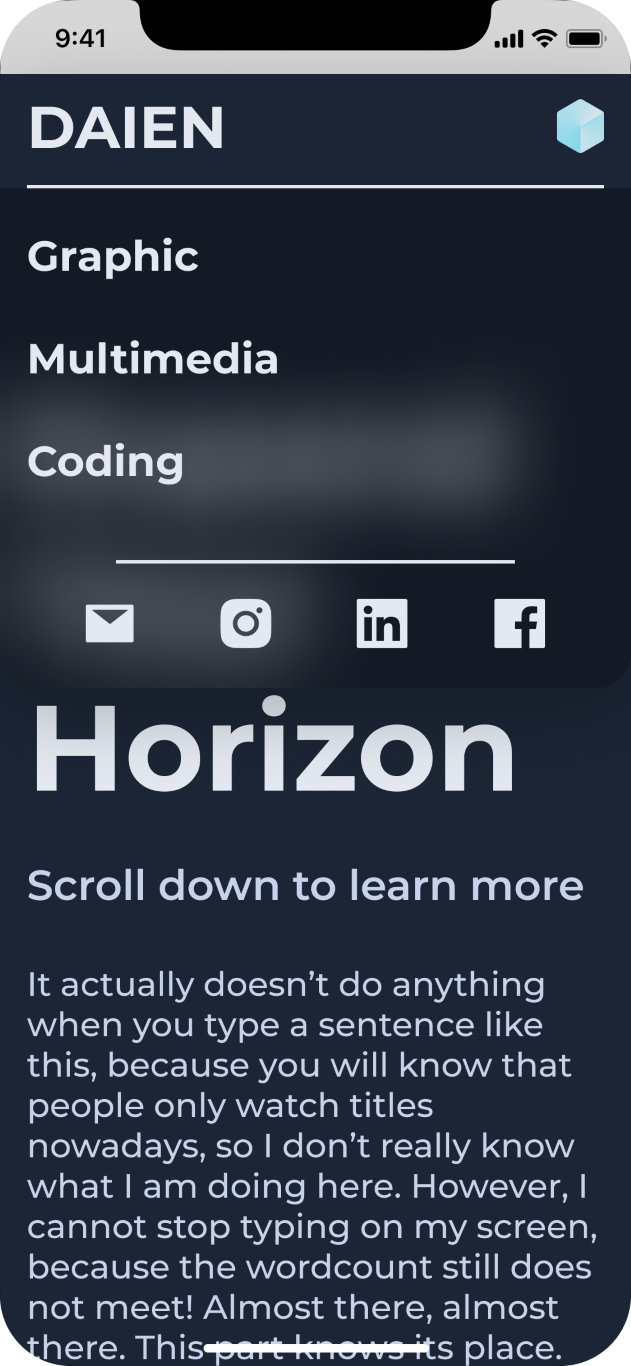 9:41
DAIEN
Graphic
Multimedia
Coding
in
Horizon
Scroll down to learn more
It actually doesn’t do anything
when you type a sentence like
this, because you will know that
people only watch titles
nowadays, so I don’t really know
what I am doing here. However, I
cannot stop typing on my screen,
because the wordcount still does
not meet! Almost there, almost
there. This part knows its place.